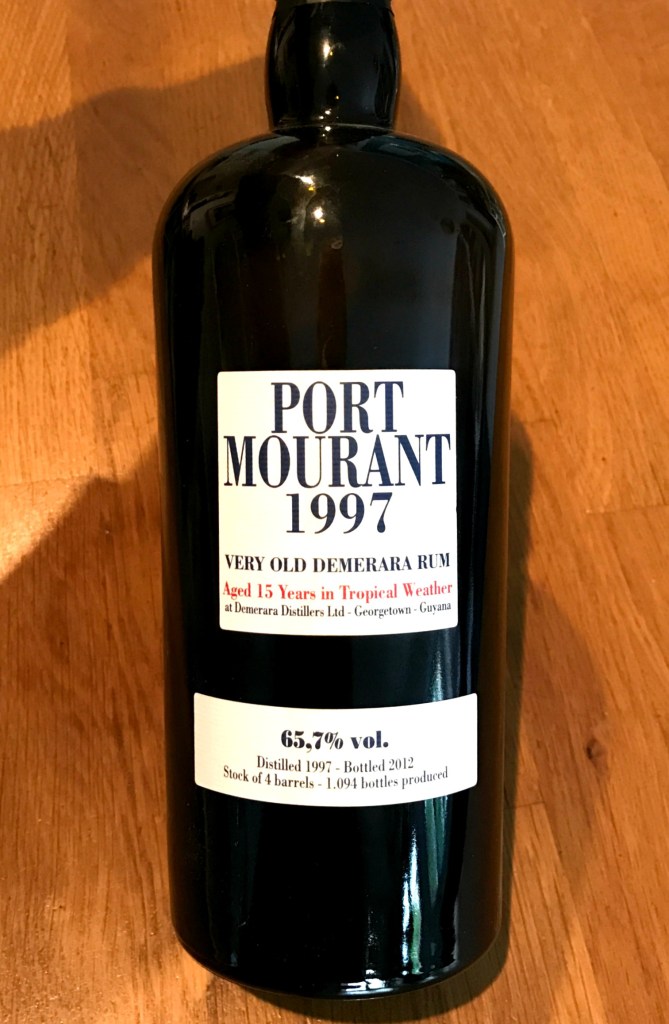 PORT
MOURANT
1997
VERY OLD DEMERARA RUM
Aged 15 Years in Tropical Weather
at Demerara Distillers Ltd - Georgetown - Guyana
65,7% vol.
Distilled 1997 - Bottled 2012
Stock of 4 barrels - 1.094 bottles produced